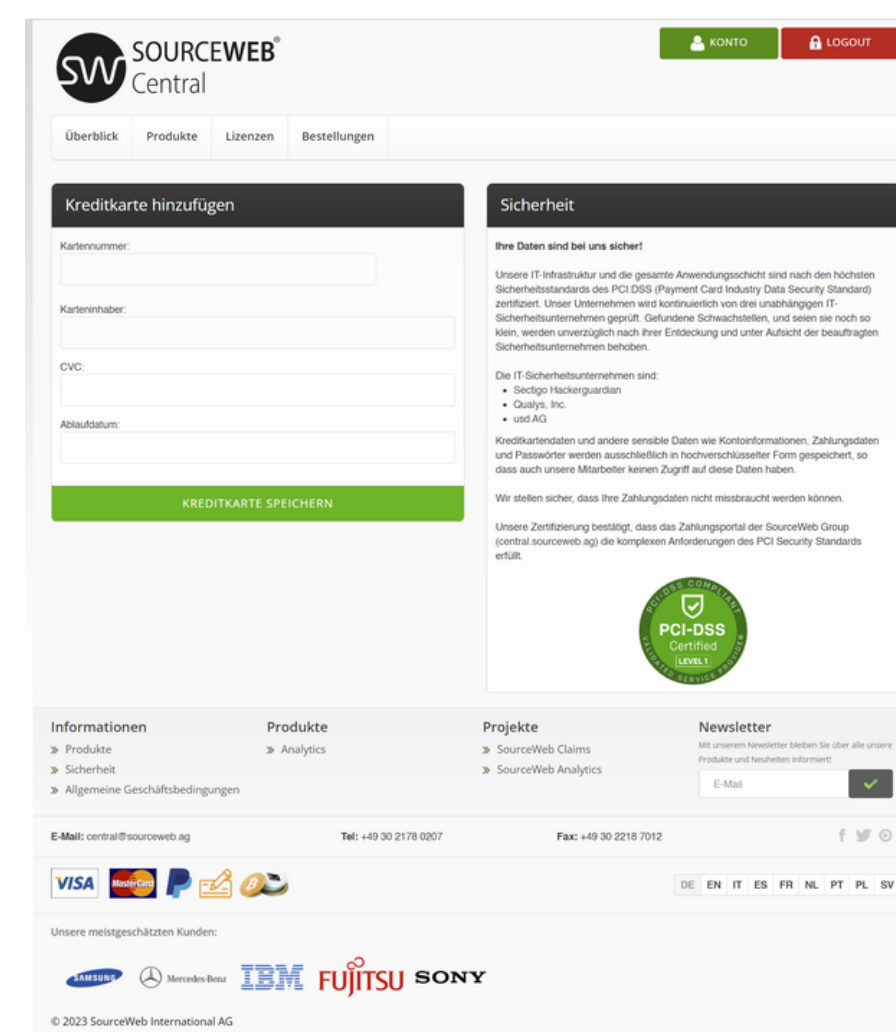 SW SOURCEWEB®
Central
KONTO
LOGOUT
Überblick Produkte Lizenzen Bestellungen
Kreditkarte hinzufügen
Kartennummer:
Karteninhaber:
CVC:
Ablaufdatum:
KREDITKARTE SPEICHERN
Sicherheit
Ihre Daten sind bei uns sicher!
Unsere IT-Infrastruktur und die gesamte Anwendungsschicht sind nach den höchsten
Sicherheitsstandards des PCI:DSS (Payment Card Industry Data Security Standard)
zertifiziert. Unser Unternehmen wird kontinuierlich von drei unabhängigen IT-
Sicherheitsunternehmen geprüft. Gefundene Schwachstellen, und seien sie noch so
klein, werden unverzüglich nach ihrer Entdeckung und unter Aufsicht der beauftragten
Sicherheitsunternehmen behoben.
Die IT-Sicherheitsunternehmen sind:
• Sectigo Hackerguardian
• Qualys, Inc.
• usd AG
Kreditkartendaten und andere sensible Daten wie Kontoinformationen, Zahlungsdaten
und Passwörter werden ausschließlich in hochverschlüsselter Form gespeichert, so
dass auch unsere Mitarbeiter keinen Zugriff auf diese Daten haben.
Wir stellen sicher, dass Ihre Zahlungsdaten nicht missbraucht werden können.
Unsere Zertifizierung bestätigt, dass das Zahlungsportal der SourceWeb Group
(central.sourceweb.ag) die komplexen Anforderungen des PCI Security Standards
erfüllt.
PCI-DSS COMPLIANT
PCI-DSS
Certified
LEVEL 1
VALIDATED SERVICE PROVIDER
Informationen
» Produkte
» Sicherheit
» Allgemeine Geschäftsbedingungen
Produkte
» Analytics
Projekte
» SourceWeb Claims
» SourceWeb Analytics
Newsletter
Mit unserem Newsletter bleiben Sie über alle unsere
Produkte und Neuheiten informiert!
E-Mail
E-Mail: central@sourceweb.ag
Tel: +49 30 2178 0207
Fax: +49 30 2218 7012
VISA MasterCard
DE EN IT ES FR NL PT PL SV
Unsere meistgeschätzten Kunden:
SAMSUNG Mercedes-Benz IBM FUJITSU SONY
© 2023 SourceWeb International AG